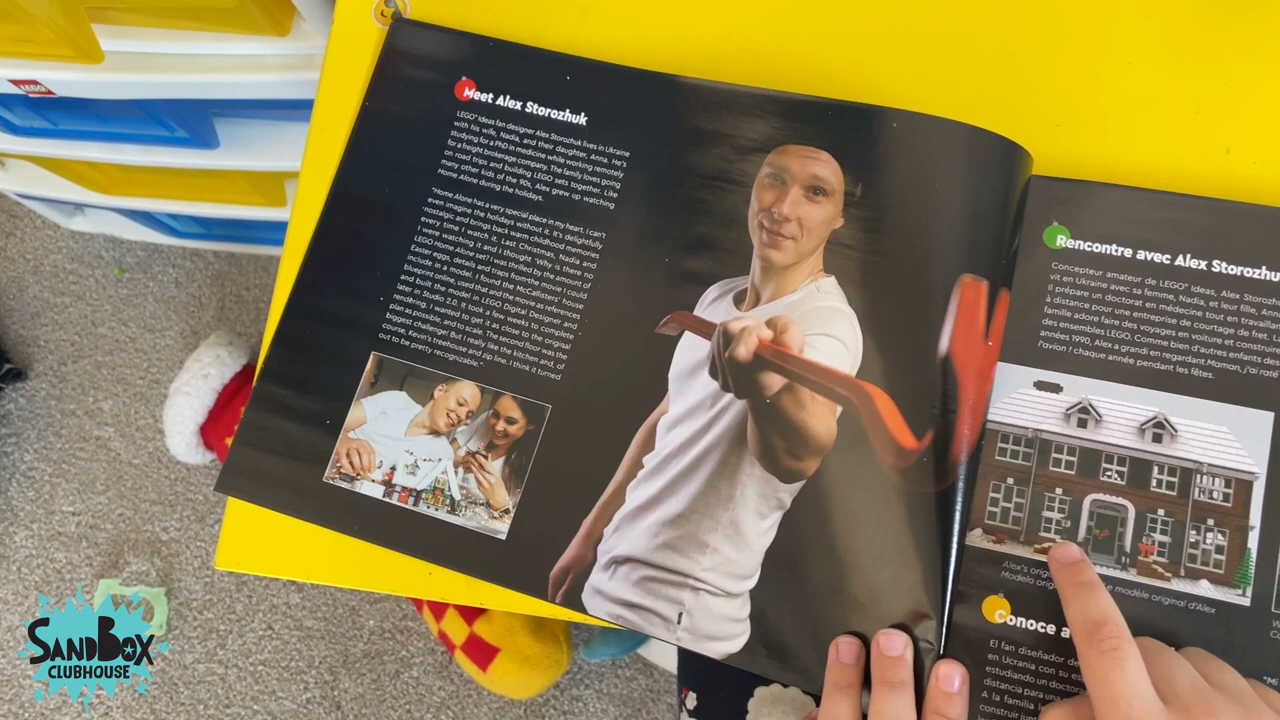 LEGO
Meet Alex Storozhuk
LEGO® Ideas fan designer Alex Storozhuk lives in Ukraine
with his wife, Nadia, and their daughter, Anna. He's
studying for a PhD in medicine while working remotely
for a freight brokerage company. The family loves going
on road trips and building LEGO sets together. Like
many other kids of the 90s, Alex grew up watching
Home Alone during the holidays.
"Home Alone has a very special place in my heart. I can't
even imagine the holidays without it. It's delightfully
nostalgic and brings back warm childhood memories
every time I watch it. Last Christmas, Nadia and
I were watching it and I thought 'Why is there no
LEGO Home Alone set? I was thrilled by the amount of
Easter eggs, details and traps from the movie I could
include in a model. I found the McCallisters' house
blueprint online, used that and the movie as references
and built the model in LEGO Digital Designer and
later in Studio 2.0. It took a few weeks to complete
rendering. I wanted to get it as close to the original
plan as possible, and to scale. The second floor was the
biggest challenge! But I really like the kitchen and, of
course, Kevin's treehouse and zip line. I think it turned
out to be pretty recognizable."
Rencontre avec Alex Storozhu
Concepteur amateur de LEGO® Ideas, Alex Storozh
vit en Ukraine avec sa femme, Nadia, et leur fille, Ann
Il prépare un doctorat en médecine tout en travaillan
à distance pour une entreprise de courtage de fret. La
famille adore faire des voyages en voiture et construir
des ensembles LEGO. Comme bien d'autres enfants des
années 1990, Alex a grandi en regardant Maman, j'ai raté
l'avion ! chaque année pendant les fêtes.
Alex's orig
Modelo orig Le modèle original d'Alex
Conoce a
El fan diseñador de
en Ucrania con su es
estudiando un doctor
distancia para una
A la familia l
construir jun
"Mi
SANDBOX
CLUBHOUSE